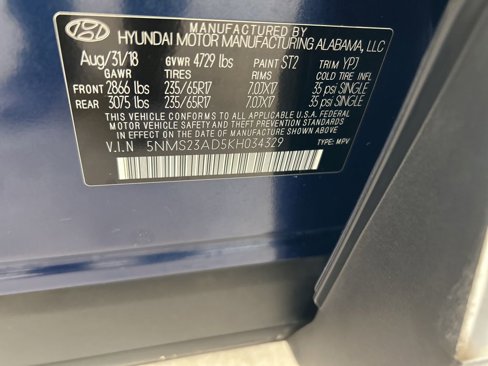 MANUFACTURED BY
HYUNDAI MOTOR MANUFACTURING ALABAMA, LLC
Aug/31/18 GVWR 4729 lbs PAINT ST2 TRIM YPJ
GAWR TIRES RIMS COLD TIRE INFL
FRONT 2866 lbs 235/65R17 7.0JX17 35 psi SINGLE
REAR 3075 lbs 235/65R17 7.0JX17 35 psi SINGLE
THIS VEHICLE CONFORMS TO ALL APPLICABLE U.S.A. FEDERAL
MOTOR VEHICLE SAFETY AND THEFT PREVENTION STANDARDS
IN EFFECT ON THE DATE OF MANUFACTURE SHOWN ABOVE
V.I.N 5NMS23AD5KH034329 TYPE: MPV